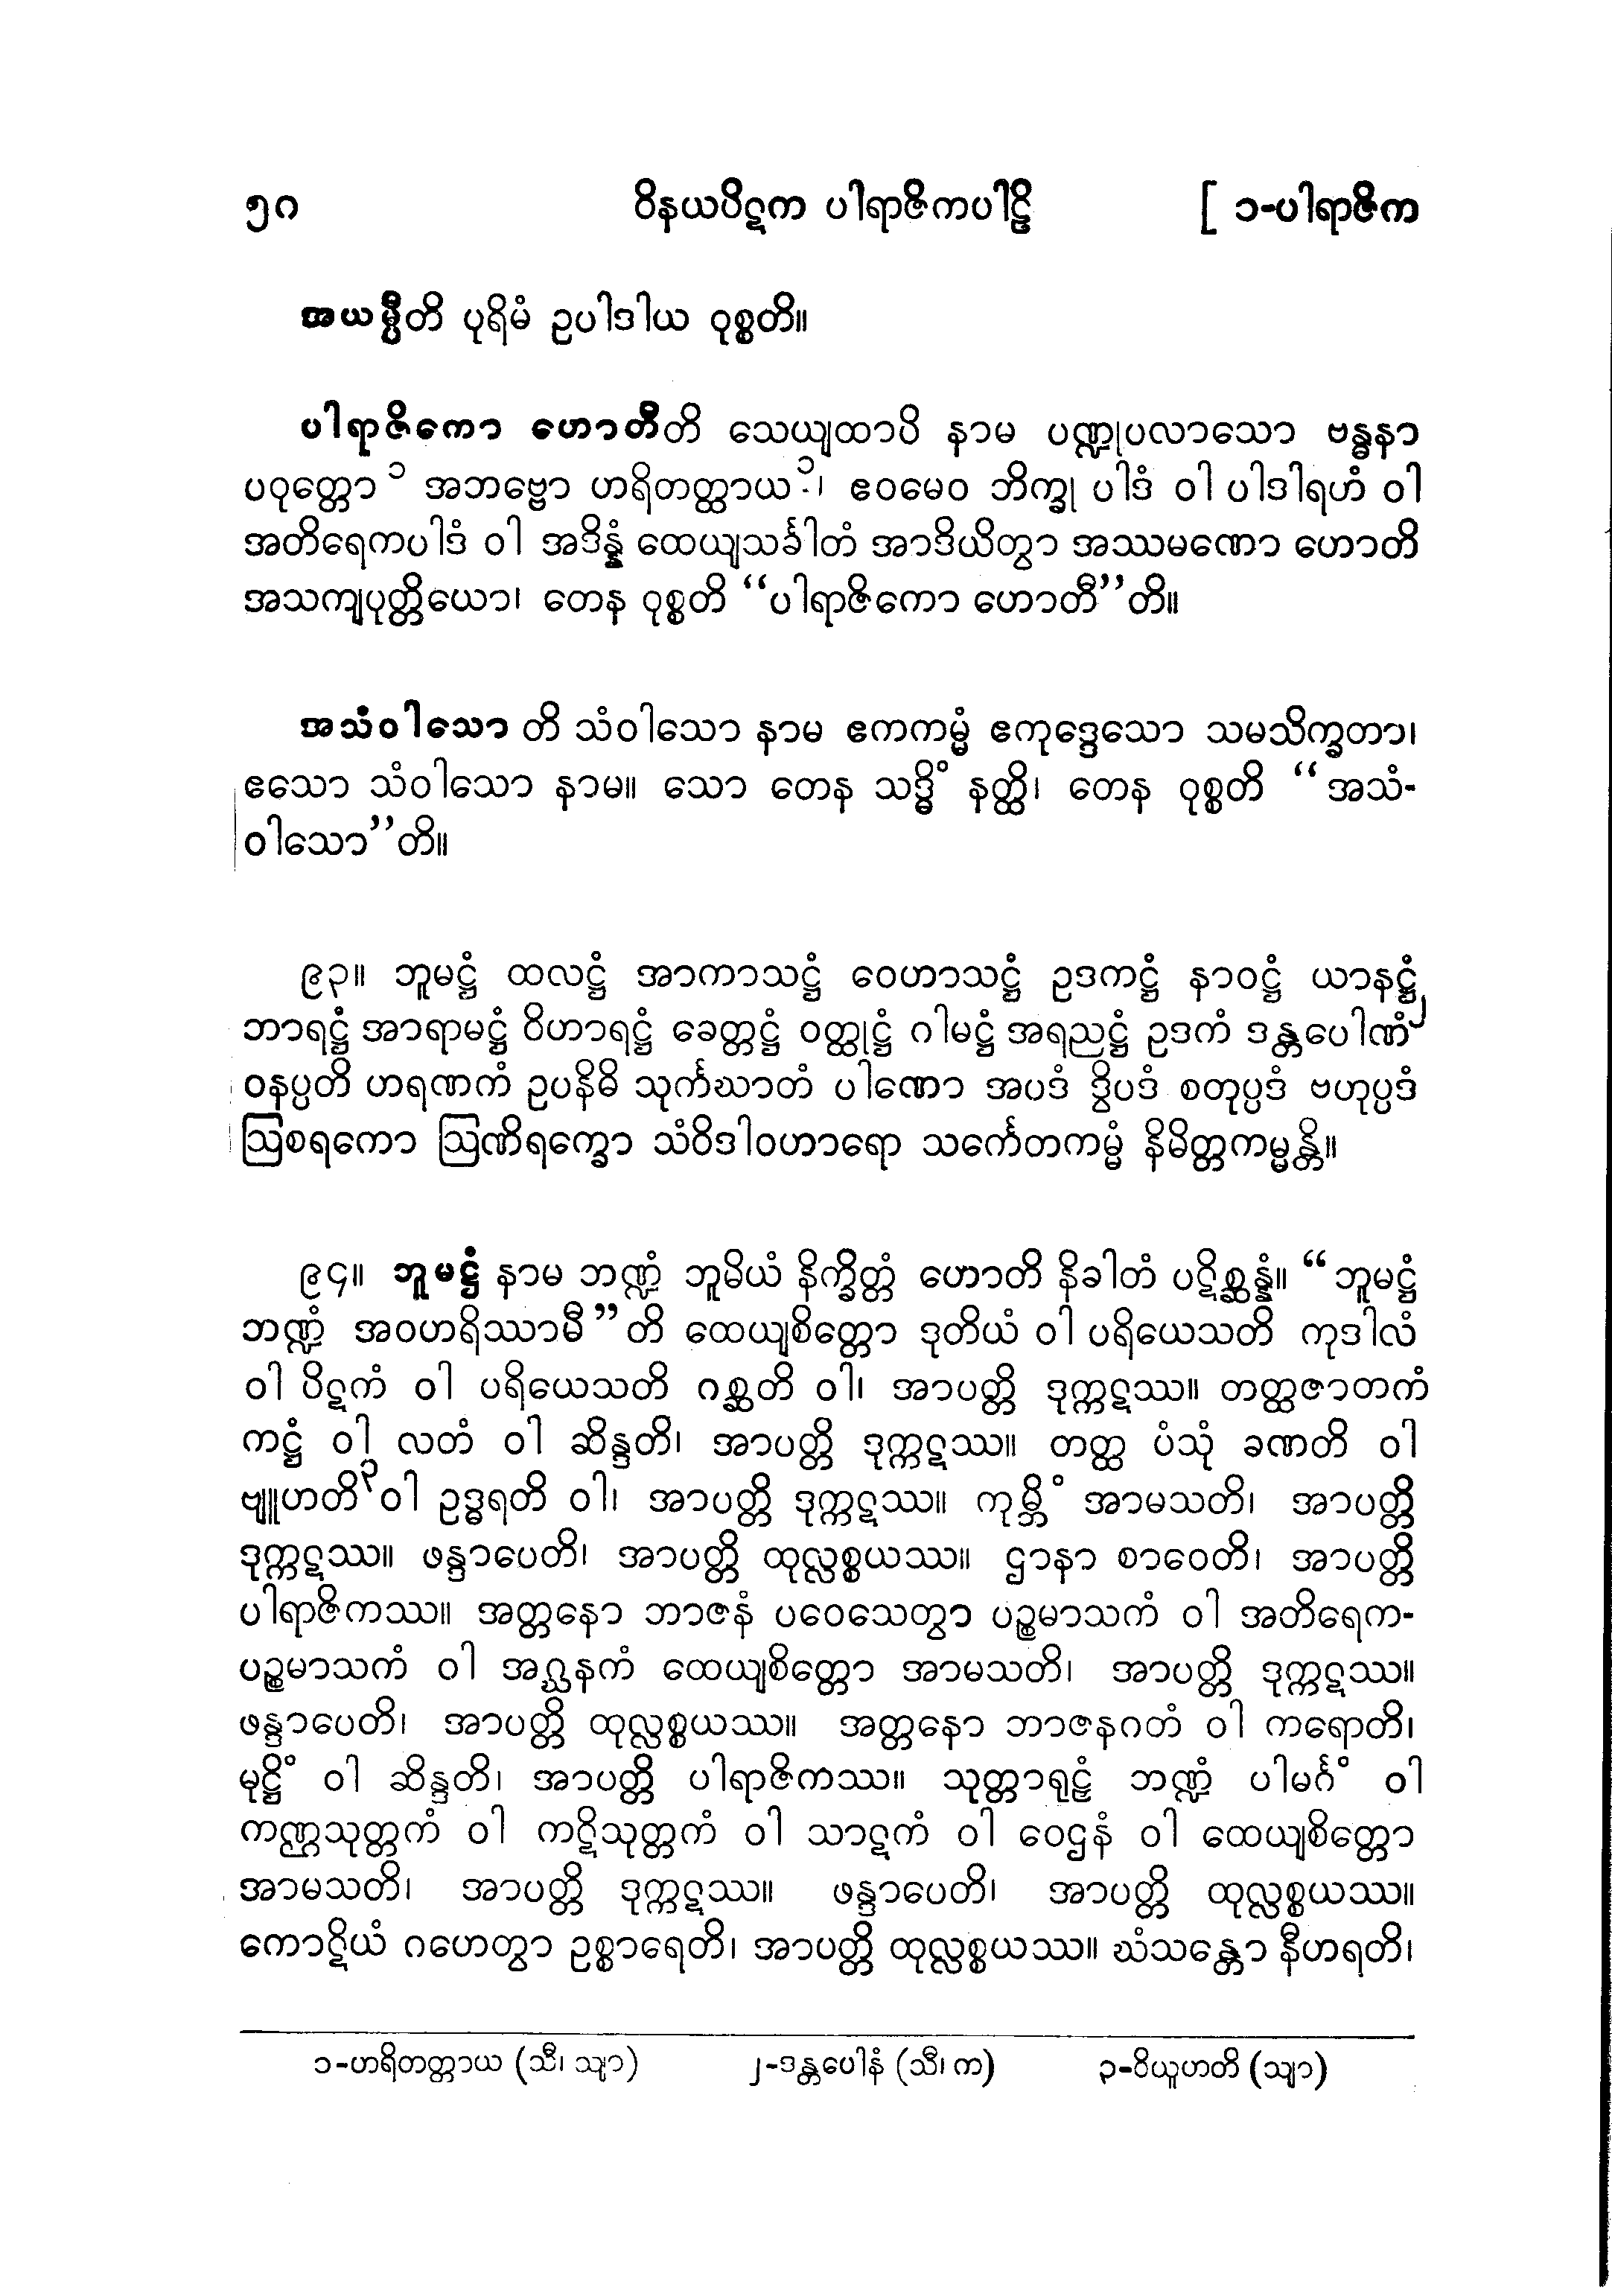 ၅၈ ဝိနယပိဋက ပါရာဇိကပါဠိ [ ၁-ပါရာဇိက
အယမ္ပီတိ ပုရိမံ ဥပါဒါယ ဝုစ္စတိ။
ပါရာဇိကော ဟောတီတိ သေယျထာပိ နာမ ပဏ္ဍုပလာသော ဗန္ဓနာ
ပဝုတ္တော ၁ အဘဗ္ဗော ဟရိတတ္ထာယ ၁၊ ဧဝမေဝ ဘိက္ခု ပါဒံ ဝါ ပါဒါရဟံ ဝါ
အတိရေကပါဒံ ဝါ အဒိန္နံ ထေယျသင်္ခါတံ အာဒိယိတွာ အဿမဏော ဟောတိ
အသကျပုတ္တိယော၊ တေန ဝုစ္စတိ “ပါရာဇိကော ဟောတီ”တိ။
အသံဝါသော တိ သံဝါသော နာမ ဧကကမ္မံ ဧကုဒ္ဒေသော သမသိက္ခတာ၊
ဧသော သံဝါသော နာမ။ သော တေန သဒ္ဓိံ နတ္ထိ၊ တေန ဝုစ္စတိ “အသံ-
ဝါသော”တိ။
၉၃။ ဘူမဋ္ဌံ ထလဋ္ဌံ အာကာသဋ္ဌံ ဝေဟာသဋ္ဌံ ဥဒကဋ္ဌံ နာဝဋ္ဌံ ယာနဋ္ဌံ
ဘာရဋ္ဌံ အာရာမဋ္ဌံ ဝိဟာရဋ္ဌံ ခေတ္တဋ္ဌံ ဝတ္ထုဋ္ဌံ ဂါမဋ္ဌံ အရညဋ္ဌံ ဥဒကံ ဒန္တပေါဏံ ၂
ဝနပ္ပတိ ဟရဏကံ ဥပနိဓိ သုင်္ကဃာတံ ပါဏော အပဒံ ဒွိပဒံ စတုပ္ပဒံ ဗဟုပ္ပဒံ
ဩစရကော ဩဏိရက္ခော သံဝိဒါဝဟာရော သင်္ကေတကမ္မံ နိမိတ္တကမ္မန္တိ။
၉၄။ ဘူမဋ္ဌံ နာမ ဘဏ္ဍံ ဘူမိယံ နိက္ခိတ္တံ ဟောတိ နိခါတံ ပဋိစ္ဆန္နံ။ “ဘူမဋ္ဌံ
ဘဏ္ဍံ အဝဟရိဿာမီ”တိ ထေယျစိတ္တော ဒုတိယံ ဝါ ပရိယေသတိ ကုဒါလံ
ဝါ ပိဋကံ ဝါ ပရိယေသတိ ဂစ္ဆတိ ဝါ၊ အာပတ္တိ ဒုက္ကဋဿ။ တတ္ထဇာတကံ
ကဋ္ဌံ ဝါ လတံ ဝါ ဆိန္ဒတိ၊ အာပတ္တိ ဒုက္ကဋဿ။ တတ္ထ ပံသုံ ခဏတိ ဝါ
ဗျူဟတိ ၃ ဝါ ဥဒ္ဓရတိ ဝါ၊ အာပတ္တိ ဒုက္ကဋဿ။ ကုမ္ဘိံ အာမသတိ၊ အာပတ္တိ
ဒုက္ကဋဿ။ ဖန္ဒာပေတိ၊ အာပတ္တိ ထုလ္လစ္စယဿ။ ဌာနာ စာဝေတိ၊ အာပတ္တိ
ပါရာဇိကဿ။ အတ္တနော ဘာဇနံ ပဝေသေတွာ ပဉ္စမာသကံ ဝါ အတိရေက-
ပဉ္စမာသကံ ဝါ အဂ္ဃနကံ ထေယျစိတ္တော အာမသတိ၊ အာပတ္တိ ဒုက္ကဋဿ။
ဖန္ဒာပေတိ၊ အာပတ္တိ ထုလ္လစ္စယဿ။ အတ္တနော ဘာဇနဂတံ ဝါ ကရောတိ၊
မုဋ္ဌိံ ဝါ ဆိန္ဒတိ၊ အာပတ္တိ ပါရာဇိကဿ။ သုတ္တာရုဠှံ ဘဏ္ဍံ ပါမင်္ဂံ ဝါ
ကဏ္ဌသုတ္တကံ ဝါ ကဋိသုတ္တကံ ဝါ သာဋကံ ဝါ ဝေဌနံ ဝါ ထေယျစိတ္တော
အာမသတိ၊ အာပတ္တိ ဒုက္ကဋဿ။ ဖန္ဒာပေတိ၊ အာပတ္တိ ထုလ္လစ္စယဿ။
ကောဋိယံ ဂဟေတွာ ဥစ္စာရေတိ၊ အာပတ္တိ ထုလ္လစ္စယဿ။ ဃံသန္တော နီဟရတိ၊
၁-ဟရိတတ္တာယ (သီ၊ သျာ) ၂-ဒန္တပေါနံ (သီ၊ က) ၃-ဝိယူဟတိ (သျာ)